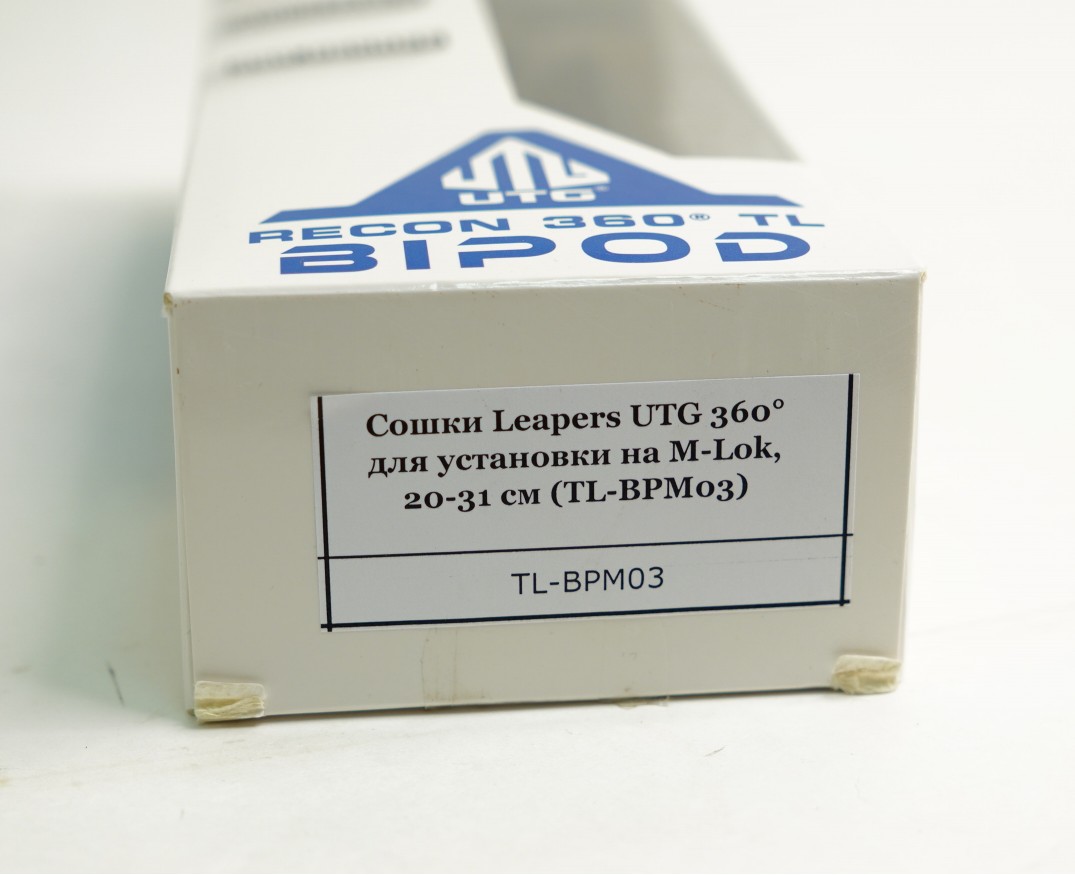 UTG
RECON 360® TL
BIPOD
Сошки Leapers UTG 360°
для установки на M-Lok,
20-31 см (TL-BPM03)
TL-BPM03